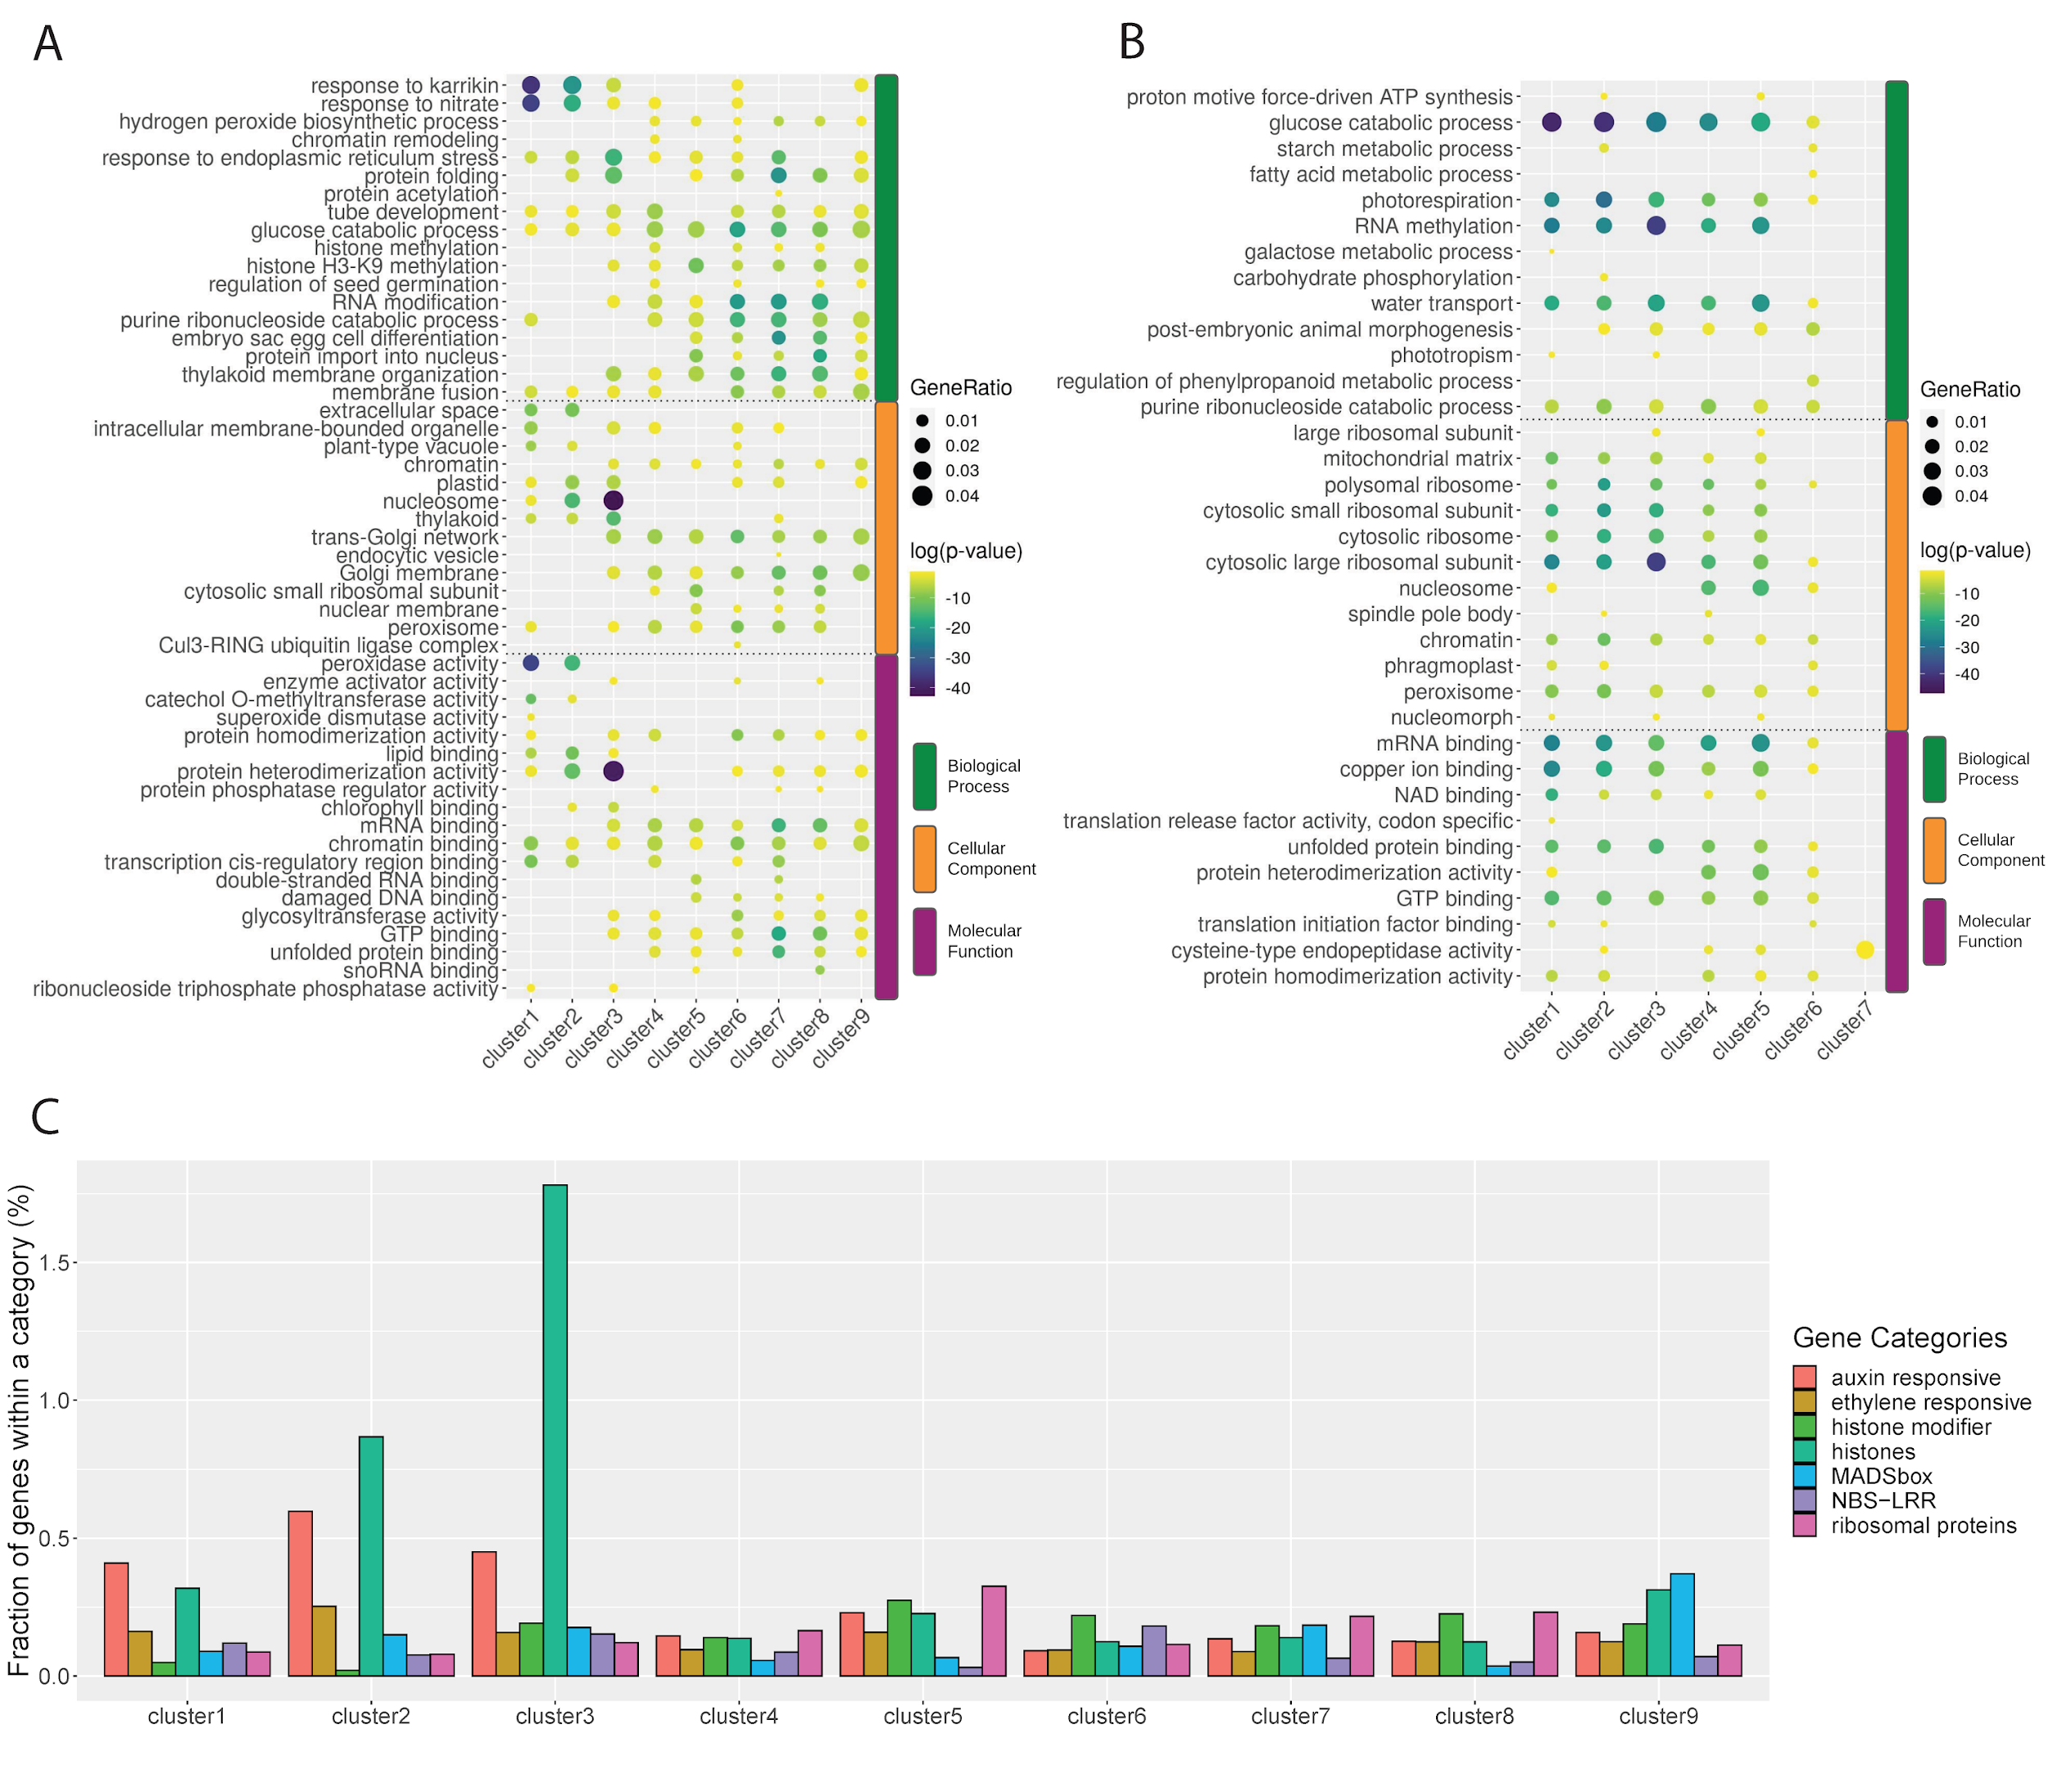 A
response to karrikin
response to nitrate
hydrogen peroxide biosynthetic process
chromatin remodeling
response to endoplasmic reticulum stress
protein folding
protein acetylation
tube development
glucose catabolic process
histone methylation
histone H3-K9 methylation
regulation of seed germination
RNA modification
purine ribonucleoside catabolic process
embryo sac egg cell differentiation
protein import into nucleus
thylakoid membrane organization
membrane fusion
extracellular space
intracellular membrane-bounded organelle
plant-type vacuole
chromatin
plastid
nucleosome
thylakoid
trans-Golgi network
endocytic vesicle
Golgi membrane
cytosolic small ribosomal subunit
nuclear membrane
peroxisome
Cul3-RING ubiquitin ligase complex
peroxidase activity
enzyme activator activity
catechol O-methyltransferase activity
superoxide dismutase activity
protein homodimerization activity
lipid binding
protein heterodimerization activity
protein phosphatase regulator activity
chlorophyll binding
mRNA binding
chromatin binding
transcription cis-regulatory region binding
double-stranded RNA binding
damaged DNA binding
glycosyltransferase activity
GTP binding
unfolded protein binding
snoRNA binding
ribonucleoside triphosphate phosphatase activity
cluster1
cluster2
cluster3
cluster4
cluster5
cluster6
cluster7
cluster8
cluster9
GeneRatio
0.01
0.02
0.03
0.04
log(p-value)
-10
-20
-30
-40
Biological
Process
Cellular
Component
Molecular
Function
B
proton motive force-driven ATP synthesis
glucose catabolic process
starch metabolic process
fatty acid metabolic process
photorespiration
RNA methylation
galactose metabolic process
carbohydrate phosphorylation
water transport
post-embryonic animal morphogenesis
phototropism
regulation of phenylpropanoid metabolic process
purine ribonucleoside catabolic process
large ribosomal subunit
mitochondrial matrix
polysomal ribosome
cytosolic small ribosomal subunit
cytosolic ribosome
cytosolic large ribosomal subunit
nucleosome
spindle pole body
chromatin
phragmoplast
peroxisome
nucleomorph
mRNA binding
copper ion binding
NAD binding
translation release factor activity, codon specific
unfolded protein binding
protein heterodimerization activity
GTP binding
translation initiation factor binding
cysteine-type endopeptidase activity
protein homodimerization activity
cluster1
cluster2
cluster3
cluster4
cluster5
cluster6
cluster7
GeneRatio
0.01
0.02
0.03
0.04
log(p-value)
-10
-20
-30
-40
Biological
Process
Cellular
Component
Molecular
Function
C
Fraction of genes within a category (%)
1.5
1.0
0.5
0.0
cluster1
cluster2
cluster3
cluster4
cluster5
cluster6
cluster7
cluster8
cluster9
Gene Categories
auxin responsive
ethylene responsive
histone modifier
histones
MADSbox
NBS−LRR
ribosomal proteins